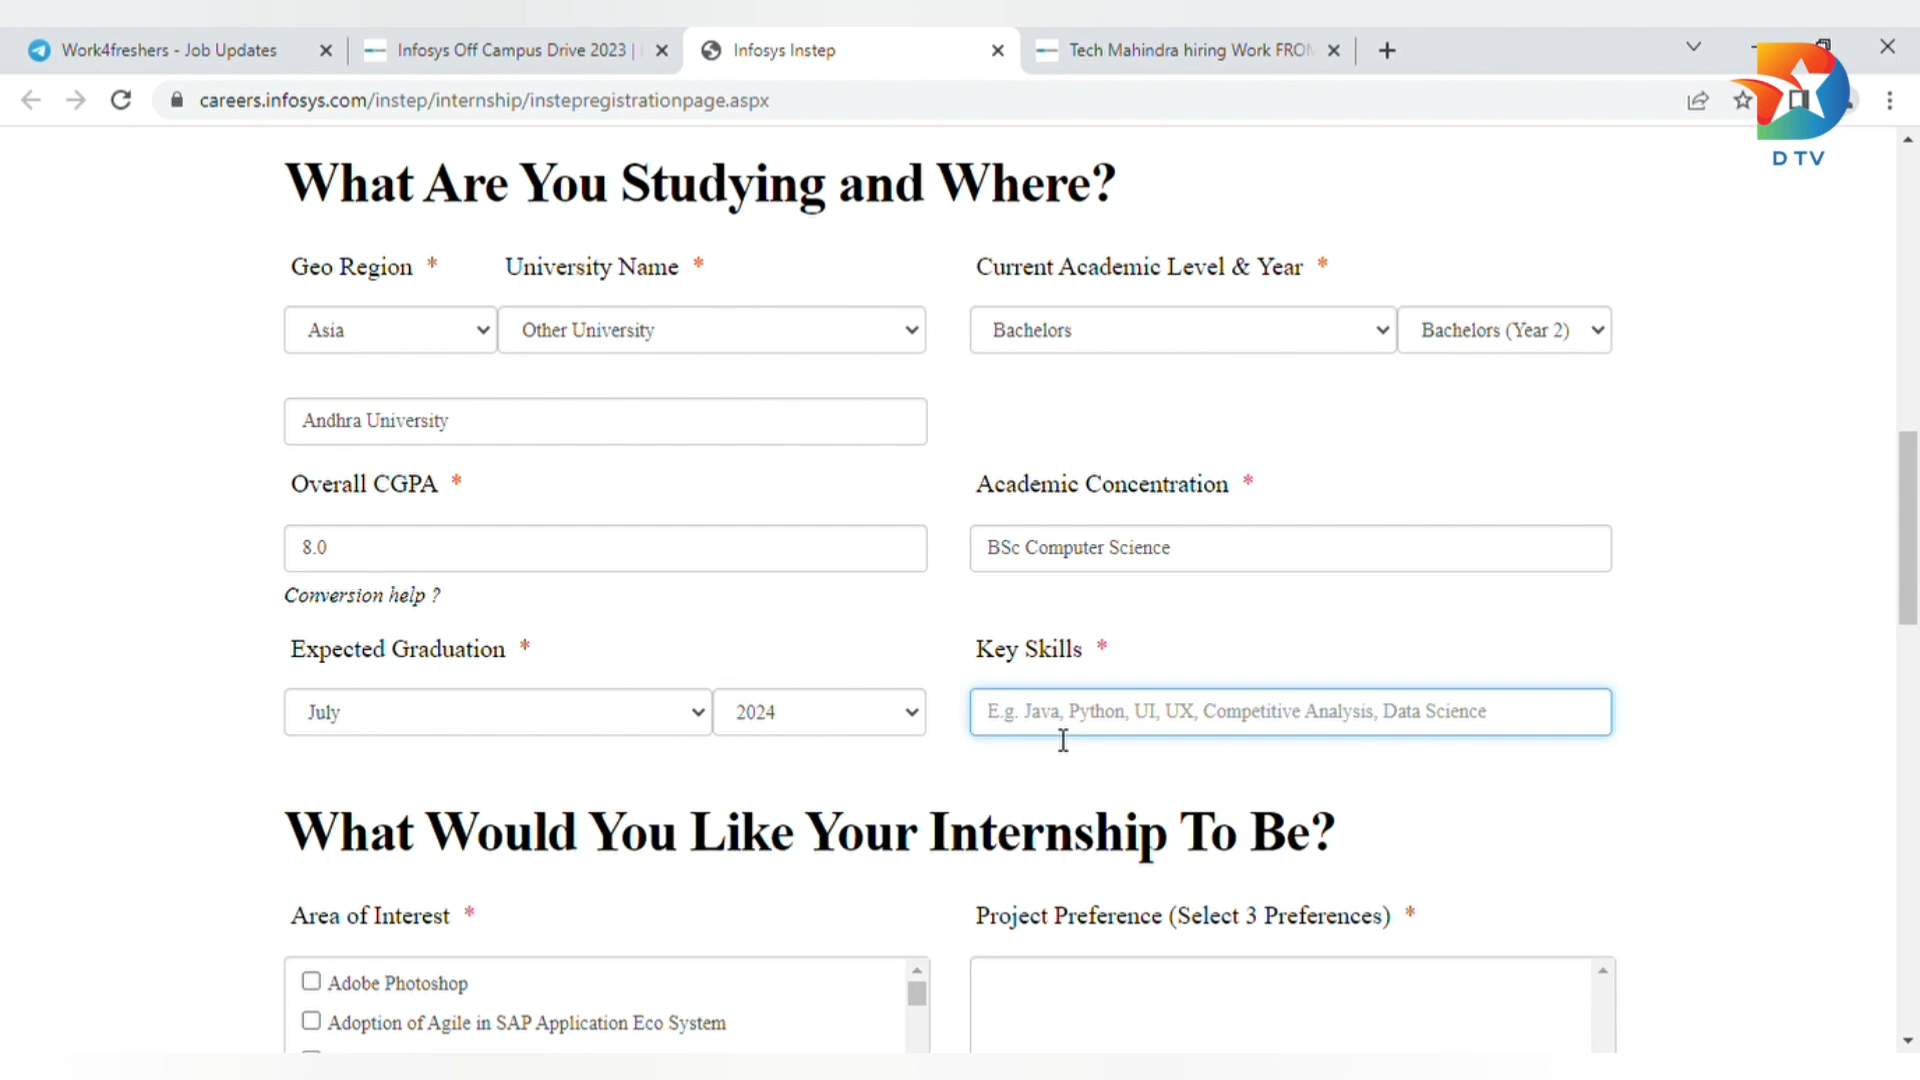 Work4freshers - Job Updates
Infosys Off Campus Drive 2023 |
Infosys Instep
Tech Mahindra hiring Work FROM
careers.infosys.com/instep/internship/instepregistrationpage.aspx
D TV
What Are You Studying and Where?
Geo Region * University Name * Current Academic Level & Year *
Asia Other University Bachelors Bachelors (Year 2)
Andhra University
Overall CGPA * Academic Concentration *
8.0 BSc Computer Science
Conversion help ?
Expected Graduation * Key Skills *
July 2024 E.g. Java, Python, UI, UX, Competitive Analysis, Data Science
What Would You Like Your Internship To Be?
Area of Interest * Project Preference (Select 3 Preferences) *
Adobe Photoshop
Adoption of Agile in SAP Application Eco System